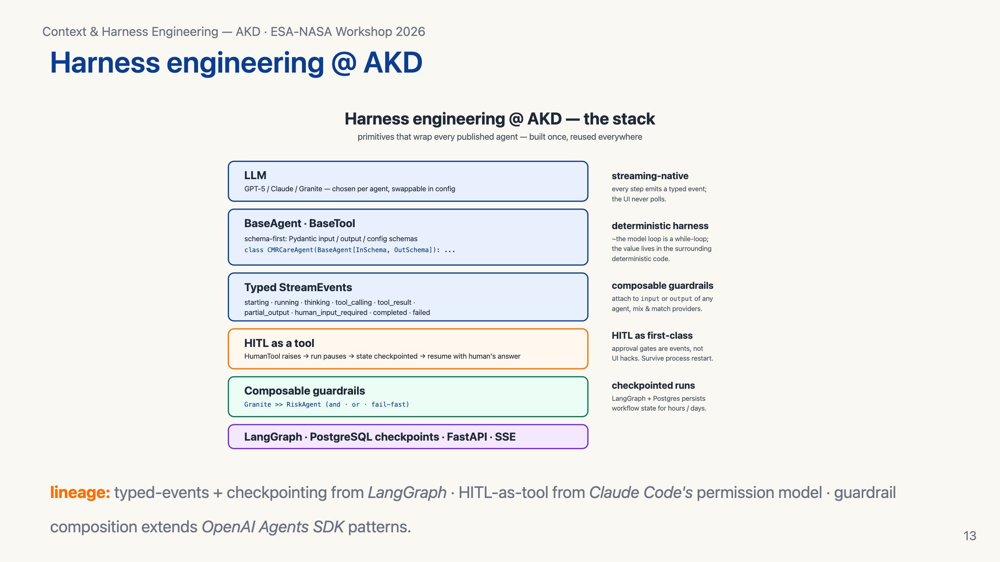 Context & Harness Engineering — AKD · ESA-NASA Workshop 2026
Harness engineering @ AKD
Harness engineering @ AKD — the stack
primitives that wrap every published agent — built once, reused everywhere
LLM
GPT-5 / Claude / Granite — chosen per agent, swappable in config
streaming-native
every step emits a typed event;
the UI never polls.
BaseAgent · BaseTool
schema-first: Pydantic input / output / config schemas
class CMRCareAgent(BaseAgent[InSchema, OutSchema]): ...
deterministic harness
~the model loop is a while-loop;
the value lives in the surrounding
deterministic code.
Typed StreamEvents
starting · running · thinking · tool_calling · tool_result ·
partial_output · human_input_required · completed · failed
composable guardrails
attach to input or output of any
agent, mix & match providers.
HITL as a tool
HumanTool raises → run pauses → state checkpointed → resume with human's answer
HITL as first-class
approval gates are events, not
UI hacks. Survive process restart.
Composable guardrails
Granite >> RiskAgent (and · or · fail-fast)
checkpointed runs
LangGraph + Postgres persists
workflow state for hours / days.
LangGraph · PostgreSQL checkpoints · FastAPI · SSE
lineage: typed-events + checkpointing from LangGraph · HITL-as-tool from Claude Code's permission model · guardrail
composition extends OpenAI Agents SDK patterns.
13